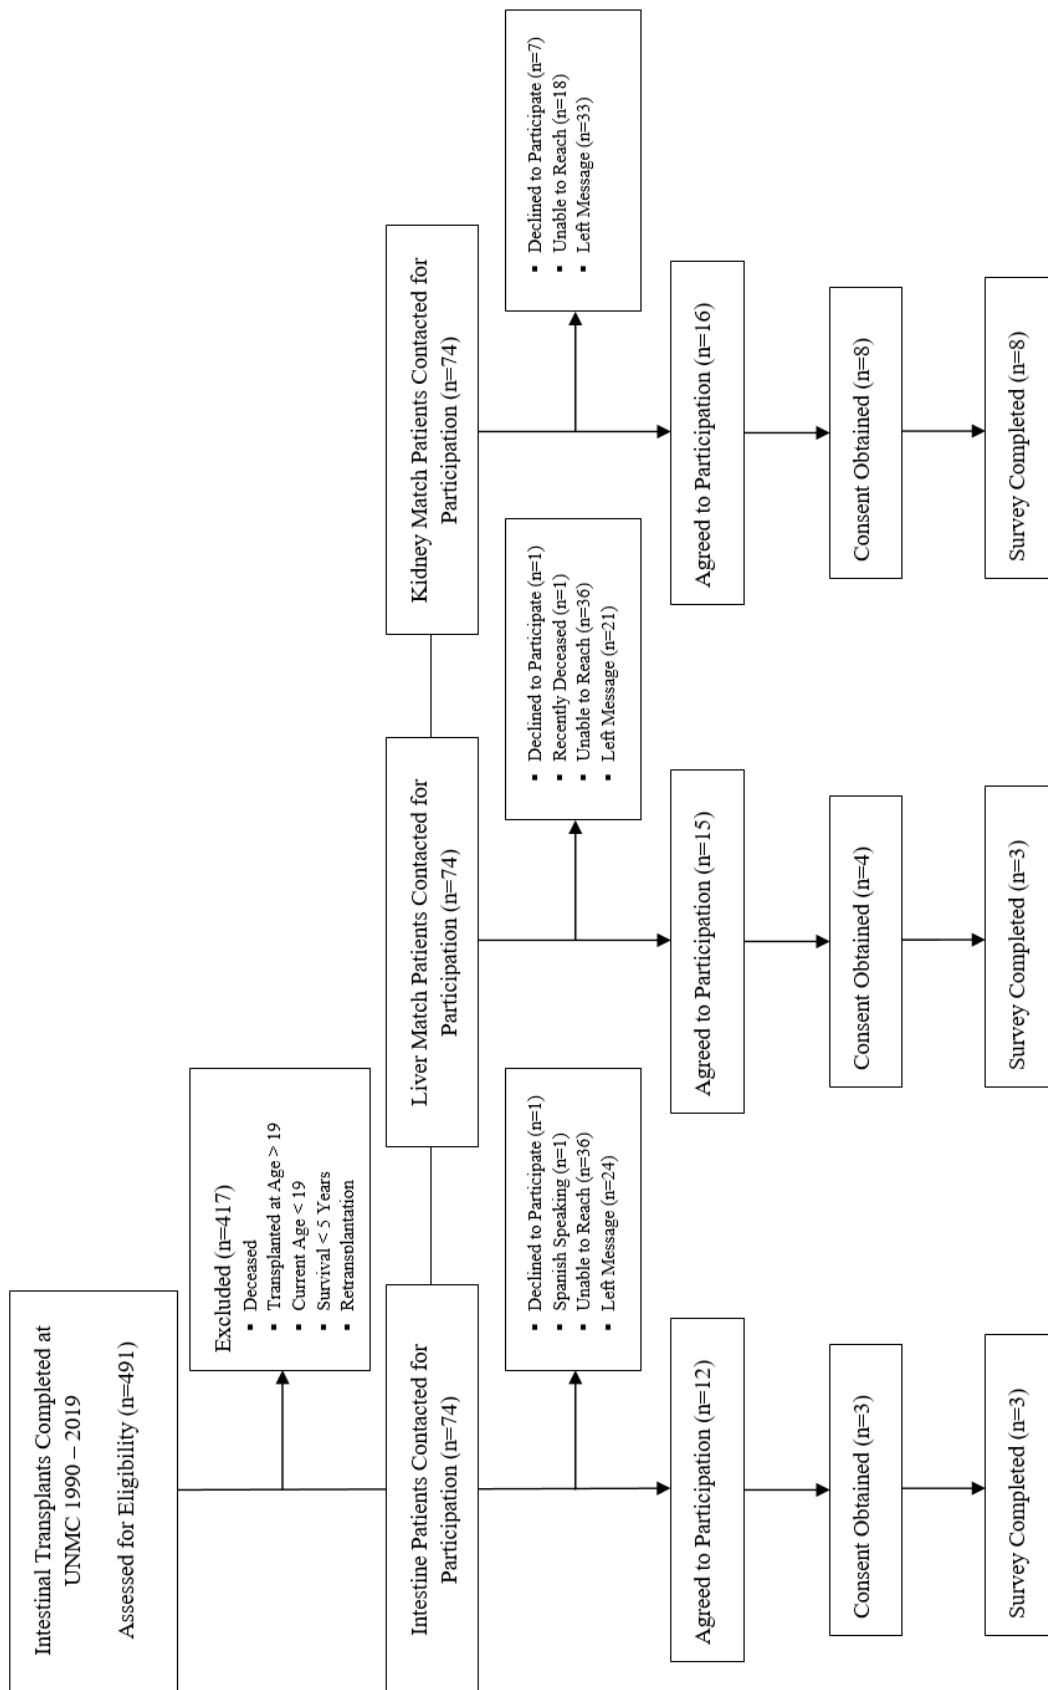 Intestinal Transplants Completed at
UNMC 1990 – 2019
Assessed for Eligibility (n=491)
Excluded (n=417)
▪ Deceased
▪ Transplanted at Age > 19
▪ Current Age < 19
▪ Survival < 5 Years
▪ Retransplantation
Intestine Patients Contacted for
Participation (n=74)
Liver Match Patients Contacted for
Participation (n=74)
Kidney Match Patients Contacted for
Participation (n=74)
▪ Declined to Participate (n=1)
▪ Spanish Speaking (n=1)
▪ Unable to Reach (n=36)
▪ Left Message (n=24)
▪ Declined to Participate (n=1)
▪ Recently Deceased (n=1)
▪ Unable to Reach (n=36)
▪ Left Message (n=21)
▪ Declined to Participate (n=7)
▪ Unable to Reach (n=18)
▪ Left Message (n=33)
Agreed to Participation (n=12)
Agreed to Participation (n=15)
Agreed to Participation (n=16)
Consent Obtained (n=3)
Consent Obtained (n=4)
Consent Obtained (n=8)
Survey Completed (n=3)
Survey Completed (n=3)
Survey Completed (n=8)